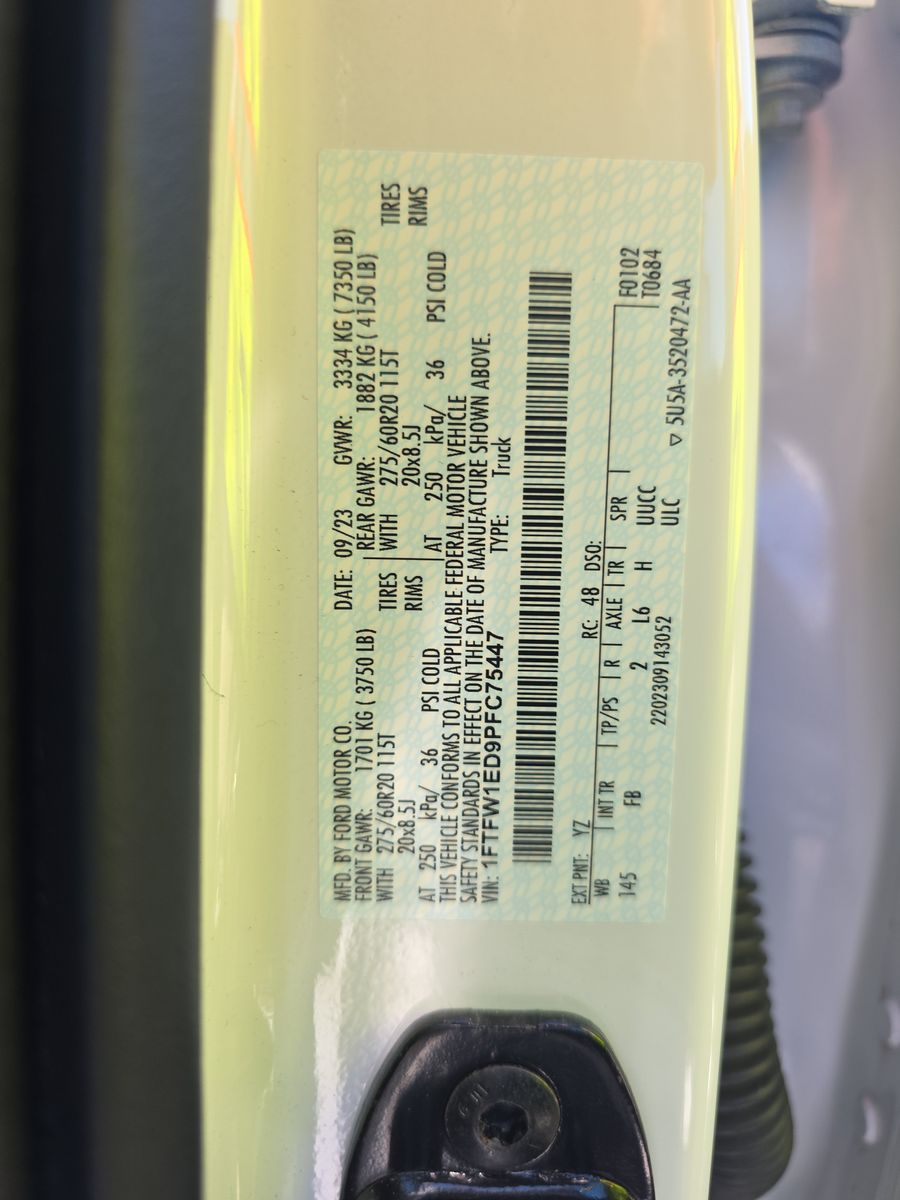 MFD. BY FORD MOTOR CO. DATE: 09/23 GVWR: 3334 KG ( 7350 LB)
FRONT GAWR: 1701 KG ( 3750 LB) REAR GAWR: 1882 KG ( 4150 LB)
WITH 275/60R20 115T TIRES WITH 275/60R20 115T TIRES
20x8.5J RIMS 20x8.5J RIMS
AT 250 kPa/ 36 PSI COLD AT 250 kPa/ 36 PSI COLD
THIS VEHICLE CONFORMS TO ALL APPLICABLE FEDERAL MOTOR VEHICLE
SAFETY STANDARDS IN EFFECT ON THE DATE OF MANUFACTURE SHOWN ABOVE.
VIN: 1FTFW1ED9PFC75447 TYPE: Truck
EXT PNT: YZ RC: 48 DSO:
WB INT TR TP/PS R AXLE TR SPR F0102
145 FB 2 L6 H UUCC T0684
2202309143052 ULC
▽ 5U5A-3520472-AA